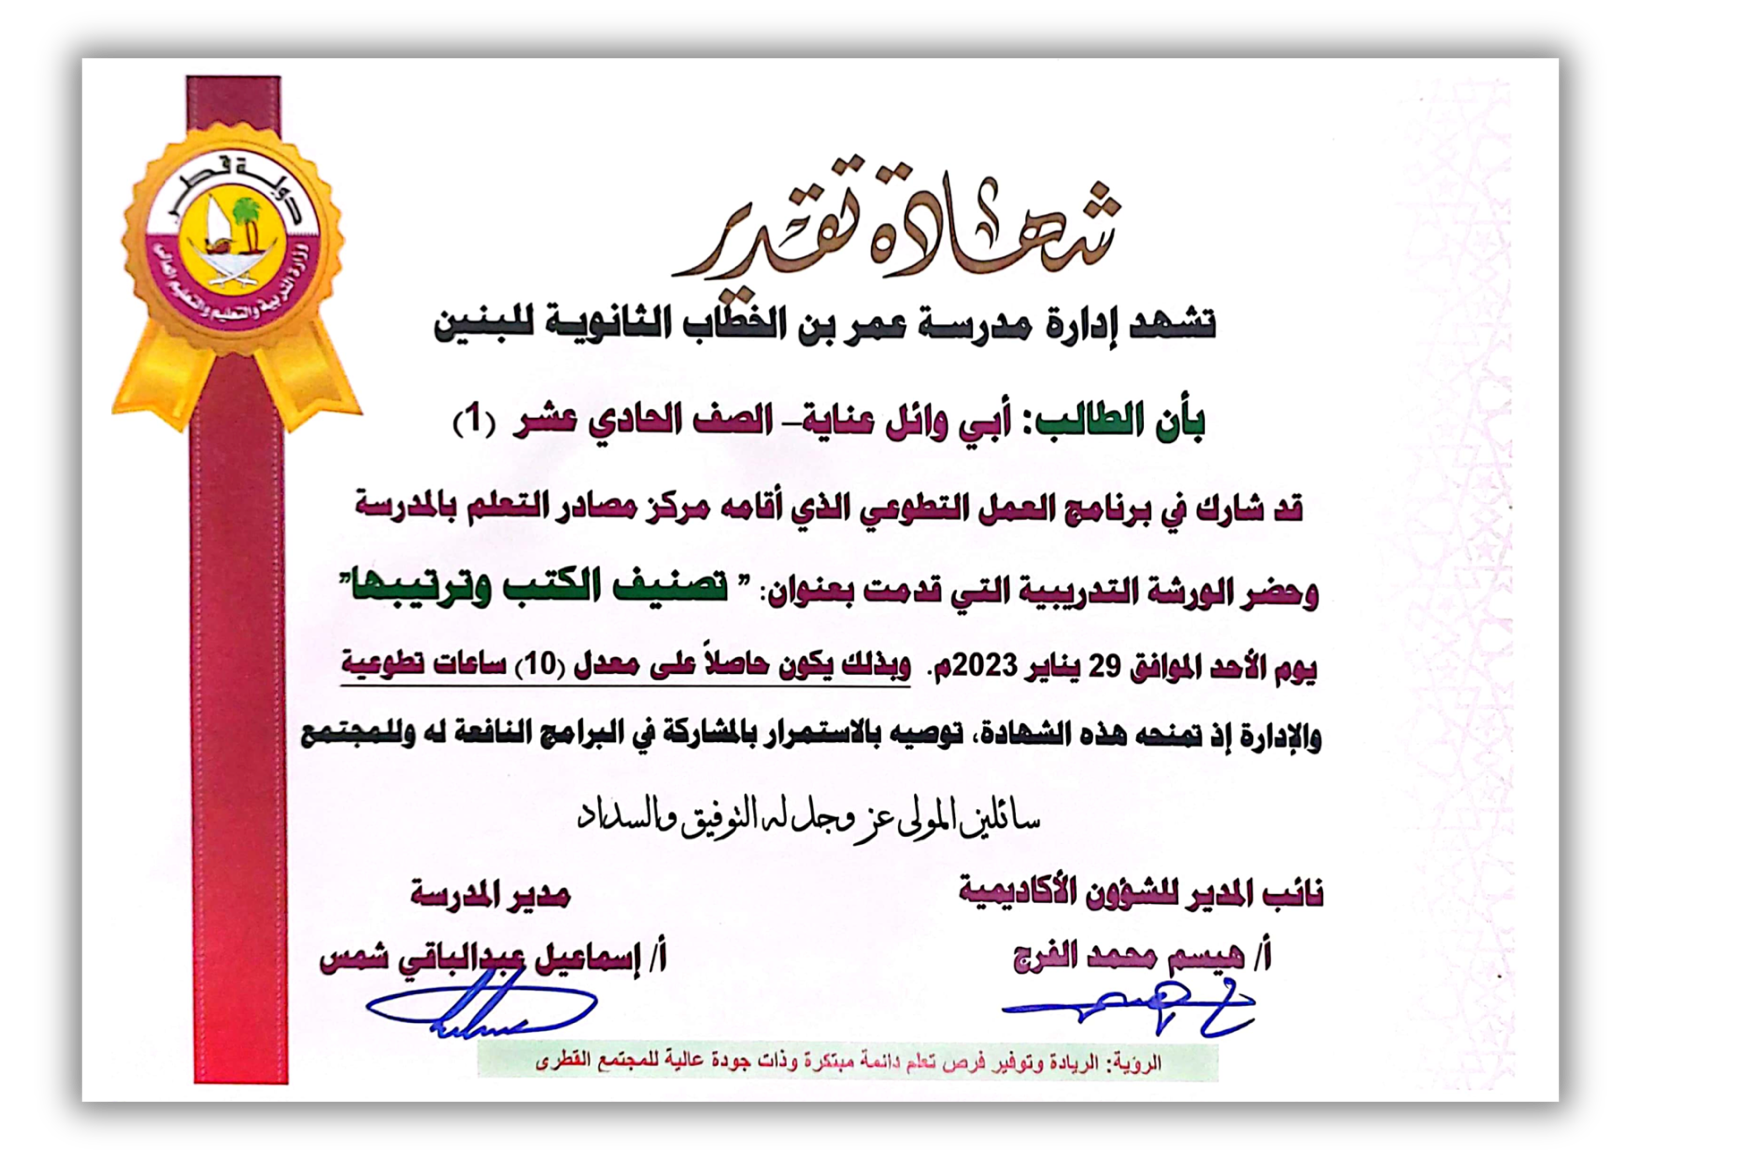 دولة قطر
وزارة التربية والتعليم والتعليم العالي
شهادة تقدير
تشهد إدارة مدرسة عمر بن الخطاب الثانوية للبنين
بأن الطالب: أبي وائل عناية– الصف الحادي عشر (1)
قد شارك في برنامج العمل التطوعي الذي أقامه مركز مصادر التعلم بالمدرسة
وحضر الورشة التدريبية التي قدمت بعنوان: " تصنيف الكتب وترتيبها"
يوم الأحد الموافق 29 يناير 2023م. وبذلك يكون حاصلاً على معدل (10) ساعات تطوعية
والإدارة إذ تمنحه هذه الشهادة، توصيه بالاستمرار بالمشاركة في البرامج النافعة له وللمجتمع
سائلين المولى عز وجل له التوفيق والسداد
نائب المدير للشؤون الأكاديمية
أ/ هيسم محمد الفرج
مدير المدرسة
أ/ إسماعيل عبدالباقي شمس
الرؤية: الريادة وتوفير فرص تعلم دائمة مبتكرة وذات جودة عالية للمجتمع القطري